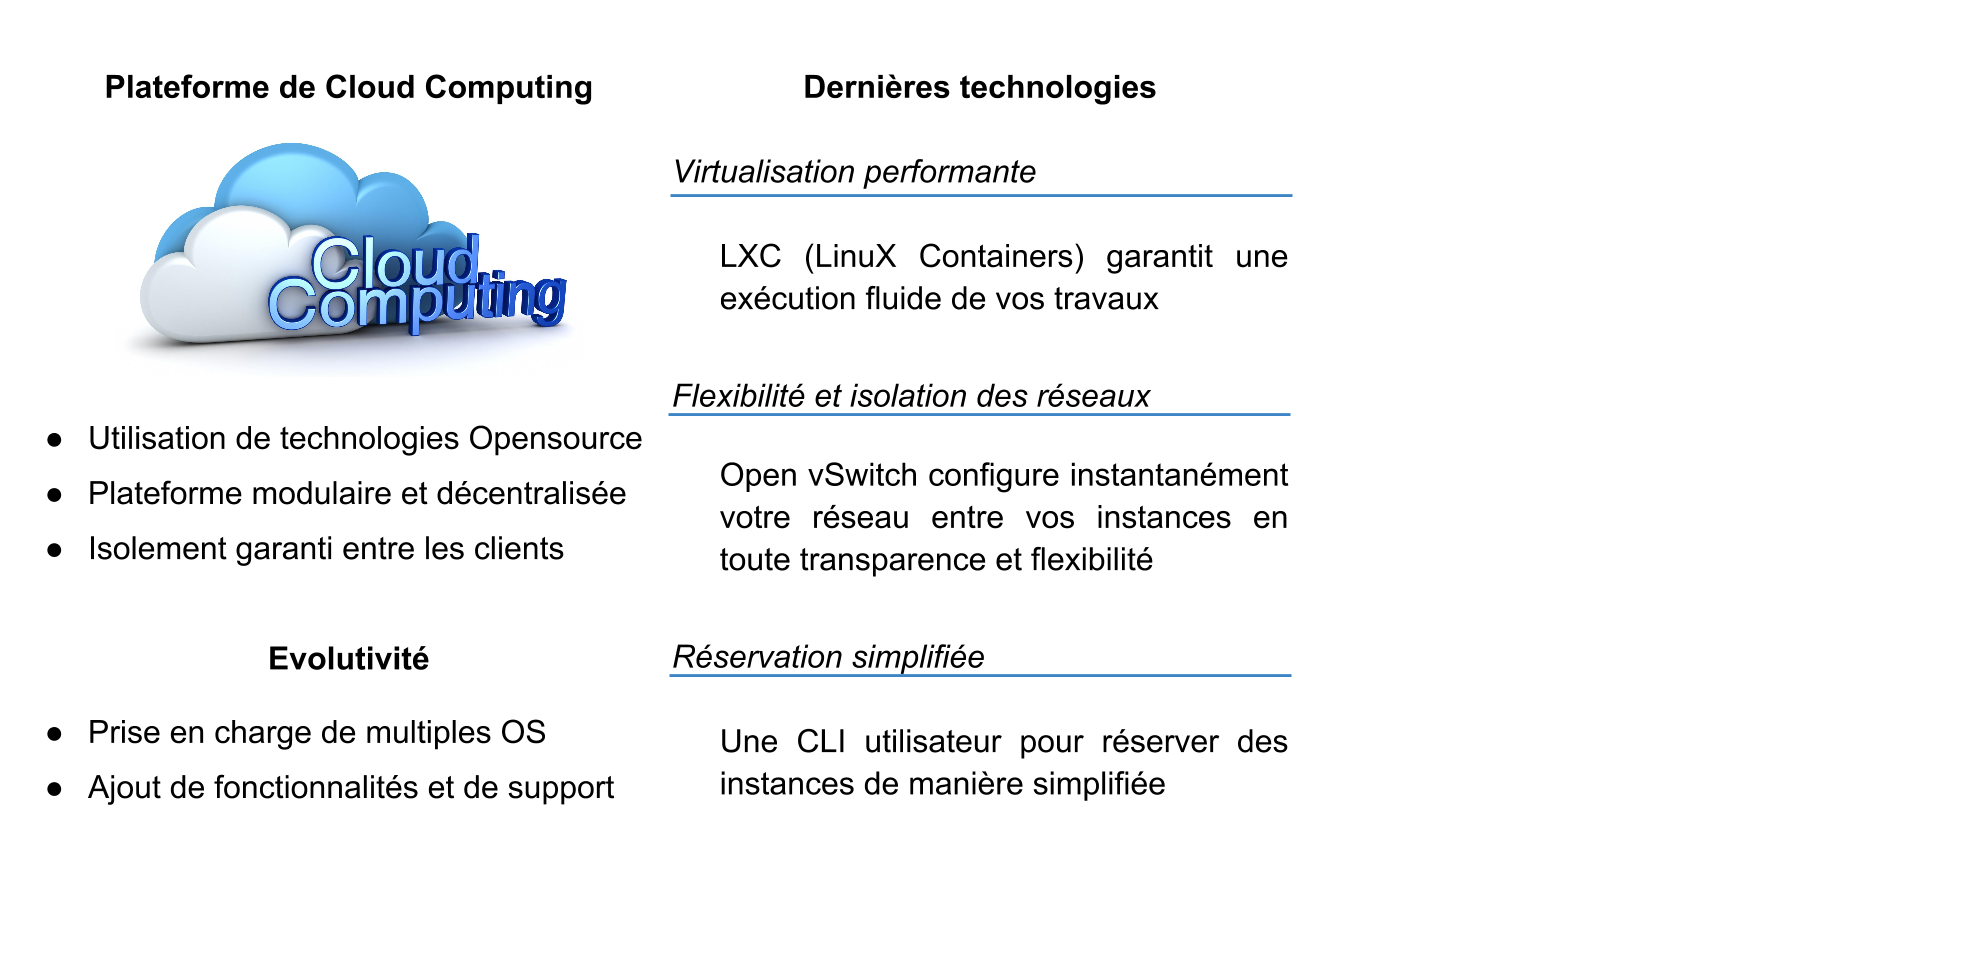 Plateforme de Cloud Computing
Cloud
Computing
● Utilisation de technologies Opensource
● Plateforme modulaire et décentralisée
● Isolement garanti entre les clients
Evolutivité
● Prise en charge de multiples OS
● Ajout de fonctionnalités et de support
Dernières technologies
Virtualisation performante
LXC (LinuX Containers) garantit une
exécution fluide de vos travaux
Flexibilité et isolation des réseaux
Open vSwitch configure instantanément
votre réseau entre vos instances en
toute transparence et flexibilité
Réservation simplifiée
Une CLI utilisateur pour réserver des
instances de manière simplifiée